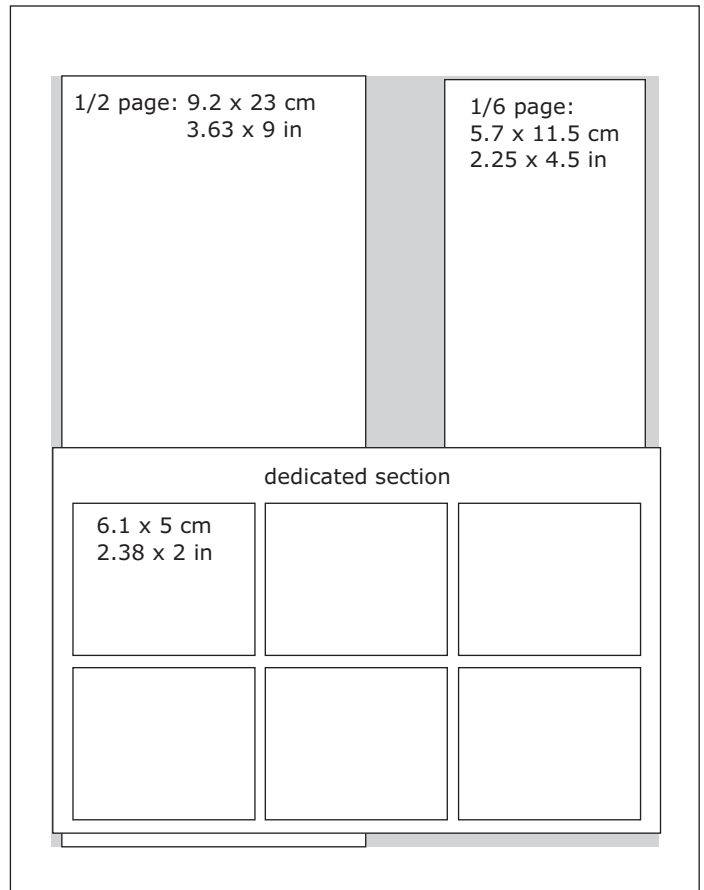 1/2 page: 9.2 x 23 cm
3.63 x 9 in
1/6 page:
5.7 x 11.5 cm
2.25 x 4.5 in
dedicated section
6.1 x 5 cm
2.38 x 2 in